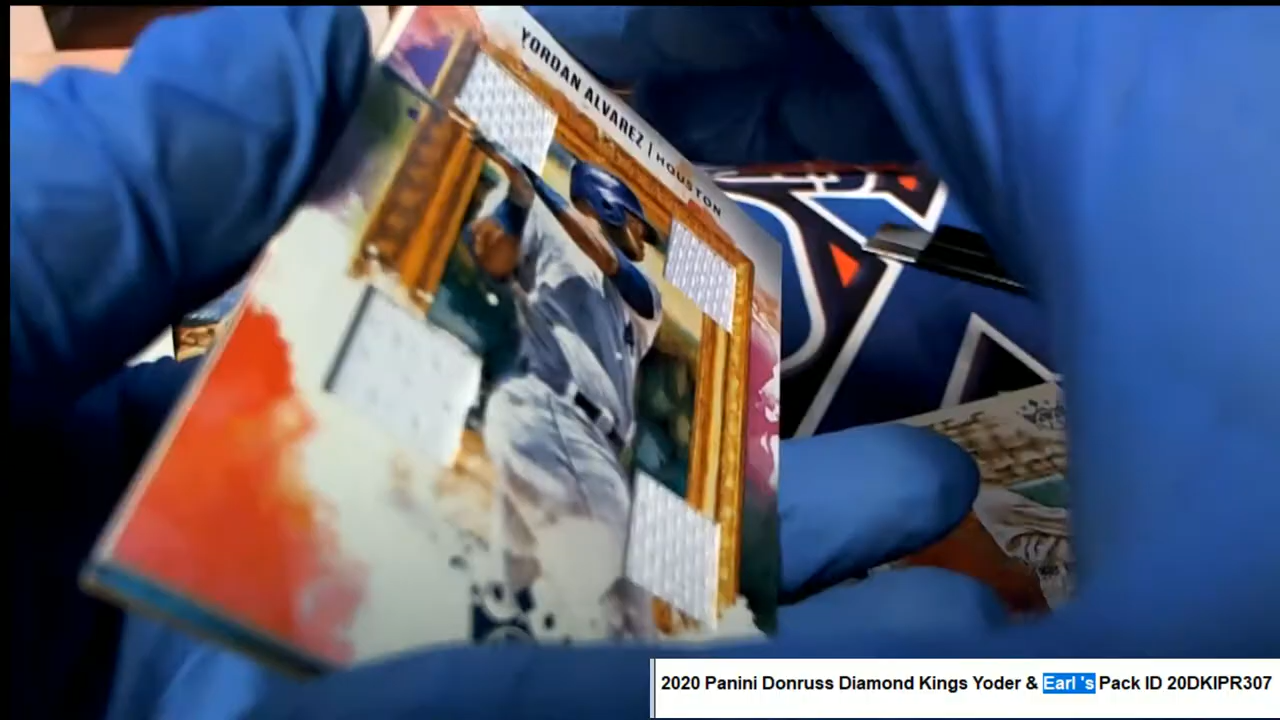 YORDAN ALVAREZ | HOUSTON
2020 Panini Donruss Diamond Kings Yoder & Earl 's Pack ID 20DKIPR307